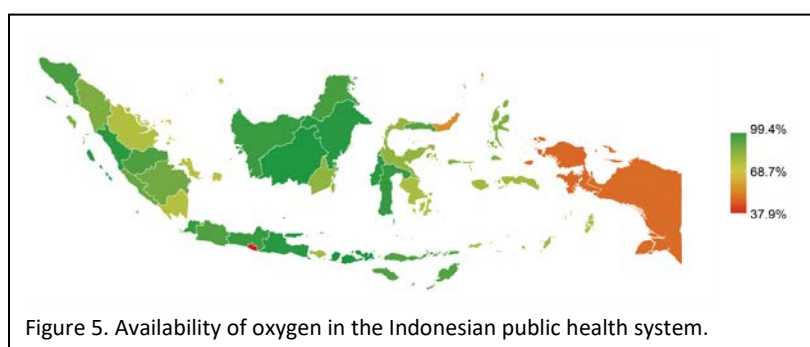 99.4%
68.7%
37.9%
Figure 5. Availability of oxygen in the Indonesian public health system.